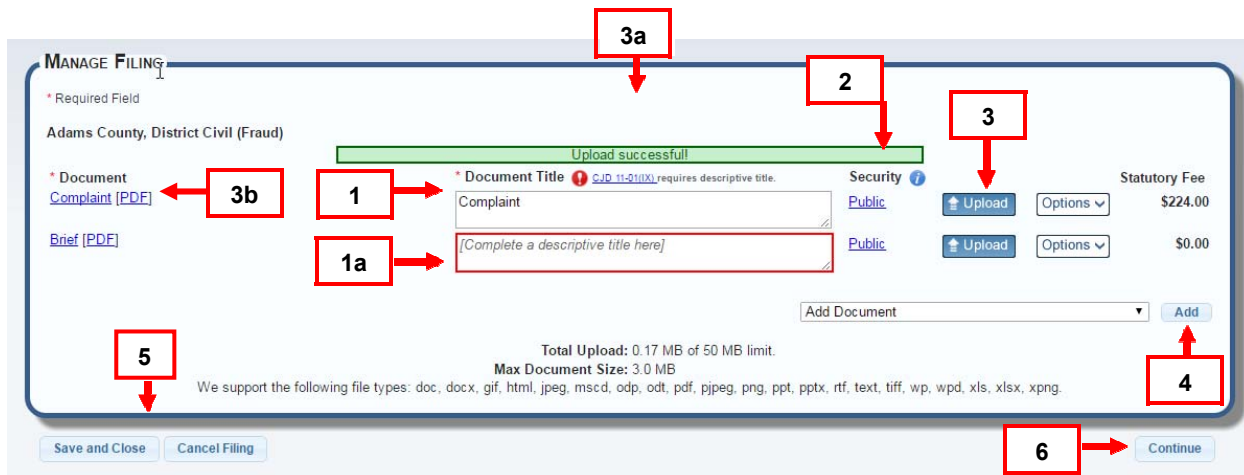 3a
MANAGE FILING
2
* Required Field
3
Adams County, District Civil (Fraud)
Upload successful!
* Document
* Document Title CJD 11-01(IX) requires descriptive title.
Security
Statutory Fee
Complaint [PDF]
3b
1
Complaint
Public
Upload
Options
$224.00
Brief [PDF]
1a
[Complete a descriptive title here]
Public
Upload
Options
$0.00
Add Document
Add
Total Upload: 0.17 MB of 50 MB limit.
5
Max Document Size: 3.0 MB
4
We support the following file types: doc, docx, gif, html, jpeg, mscd, odp, odt, pdf, pjpeg, png, ppt, pptx, rtf, text, tiff, wp, wpd, xls, xlsx, xpng.
Save and Close
Cancel Filing
6
Continue